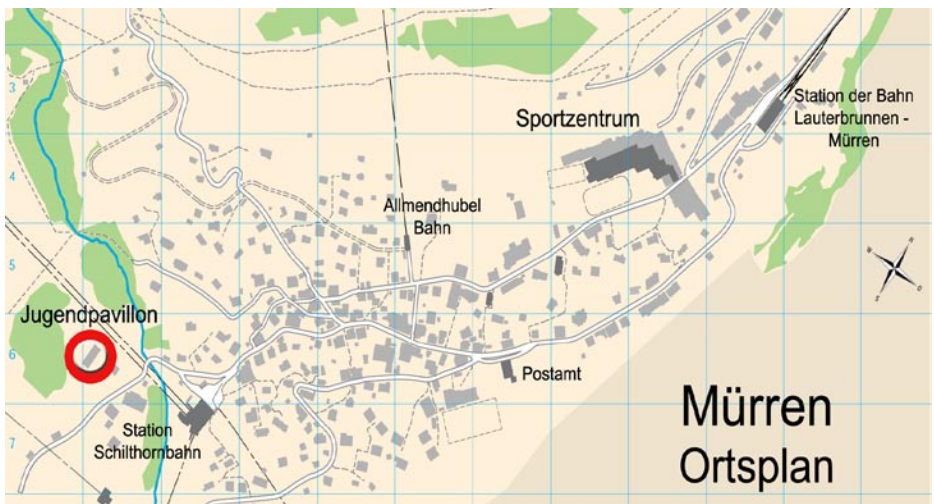 3
Sportzentrum
Station der Bahn
Lauterbrunnen -
Mürren
4
Allmendhubel
Bahn
5
S
O
Jugendpavillon
6
Postamt
Mürren
Ortsplan
Station
Schilthornbahn
7